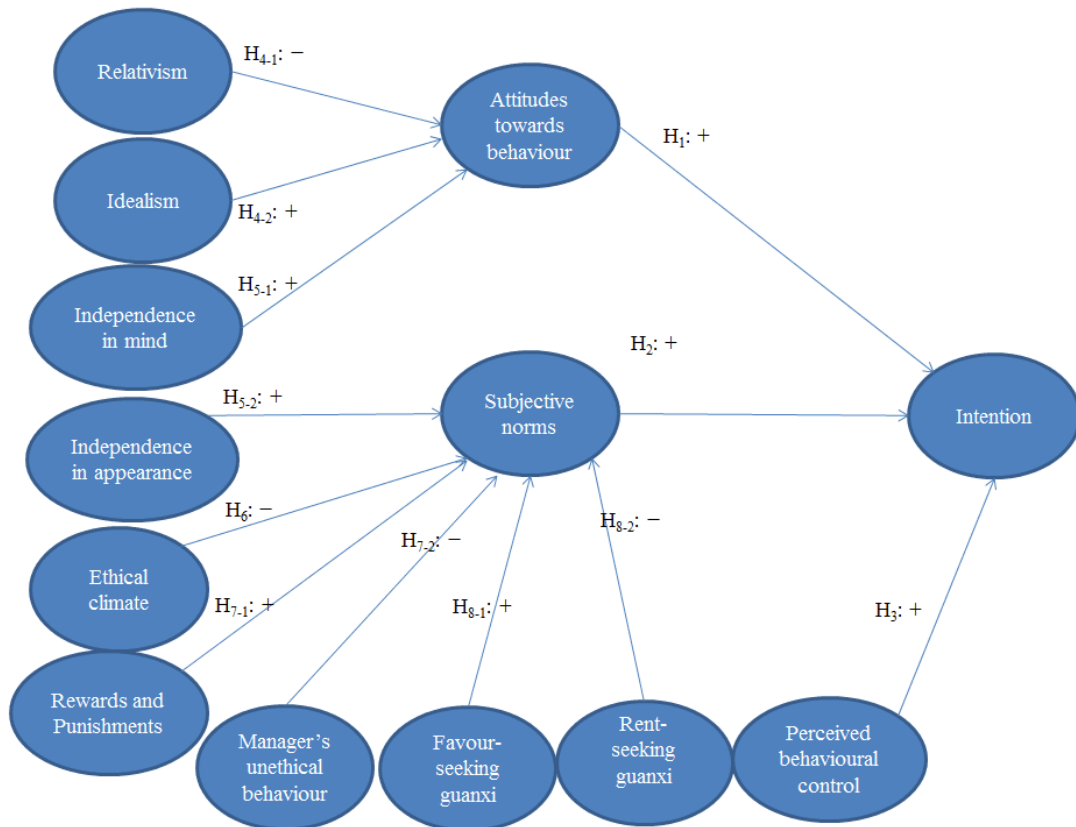 H4-1: −
Relativism
Attitudes
towards
behaviour
H1: +
Idealism
H4-2: +
H5-1: +
Independence
in mind
H2: +
H5-2: +
Subjective
norms
Intention
Independence
in appearance
H6: −
H7-2: −
H8-2: −
Ethical
climate
H7-1: +
H8-1: +
H3: +
Rewards and
Punishments
Manager’s
unethical
behaviour
Favour-
seeking
guanxi
Rent-
seeking
guanxi
Perceived
behavioural
control